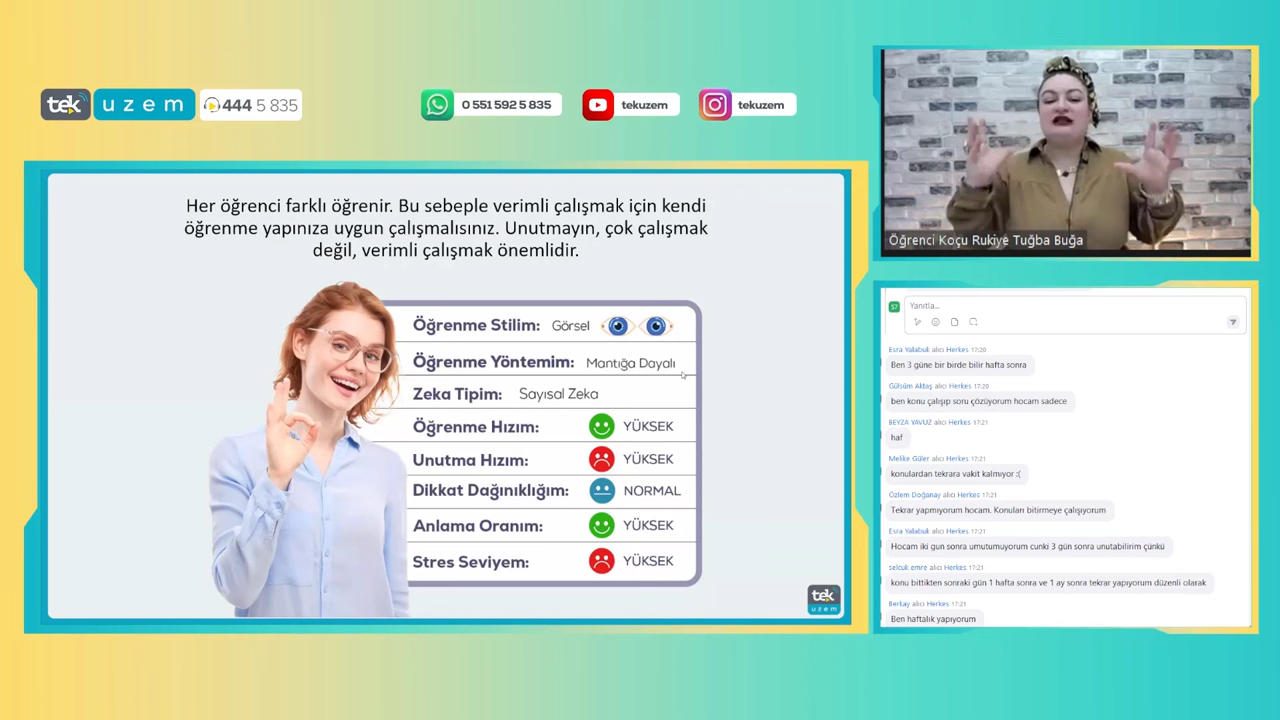 tek uzem 444 5 835
0 551 592 5 835
tekuzem
tekuzem
Her öğrenci farklı öğrenir. Bu sebeple verimli çalışmak için kendi
öğrenme yapınıza uygun çalışmalısınız. Unutmayın, çok çalışmak
değil, verimli çalışmak önemlidir.
Öğrenme Stilim: Görsel
Öğrenme Yöntemim: Mantığa Dayalı
Zeka Tipim: Sayısal Zeka
Öğrenme Hızım: YÜKSEK
Unutma Hızım: YÜKSEK
Dikkat Dağınıklığım: NORMAL
Anlama Oranım: YÜKSEK
Stres Seviyem: YÜKSEK
tek
uzem
Öğrenci Koçu Rukiye Tuğba Buğa
Yanıtla...
Esra Yalabuk alıcı Herkes 17:20
Ben 3 güne bir birde bilir hafta sonra
Gülsüm Aktaş alıcı Herkes 17:20
ben konu çalışıp soru çözüyorum hocam sadece
BEYZA YAVUZ alıcı Herkes 17:21
haf
Melike Güler alıcı Herkes 17:21
konulardan tekrara vakit kalmıyor :(
Özlem Doğanay alıcı Herkes 17:21
Tekrar yapmıyorum hocam. Konuları bitirmeye çalışıyorum
Esra Yalabuk alıcı Herkes 17:21
Hocam iki gun sonra umutumuyorum cunki 3 gün sonra unutabilirim çünkü
selcuk emre alıcı Herkes 17:21
konu bittikten sonraki gün 1 hafta sonra ve 1 ay sonra tekrar yapıyorum düzenli olarak
Berkay alıcı Herkes 17:21
Ben haftalık yapıyorum